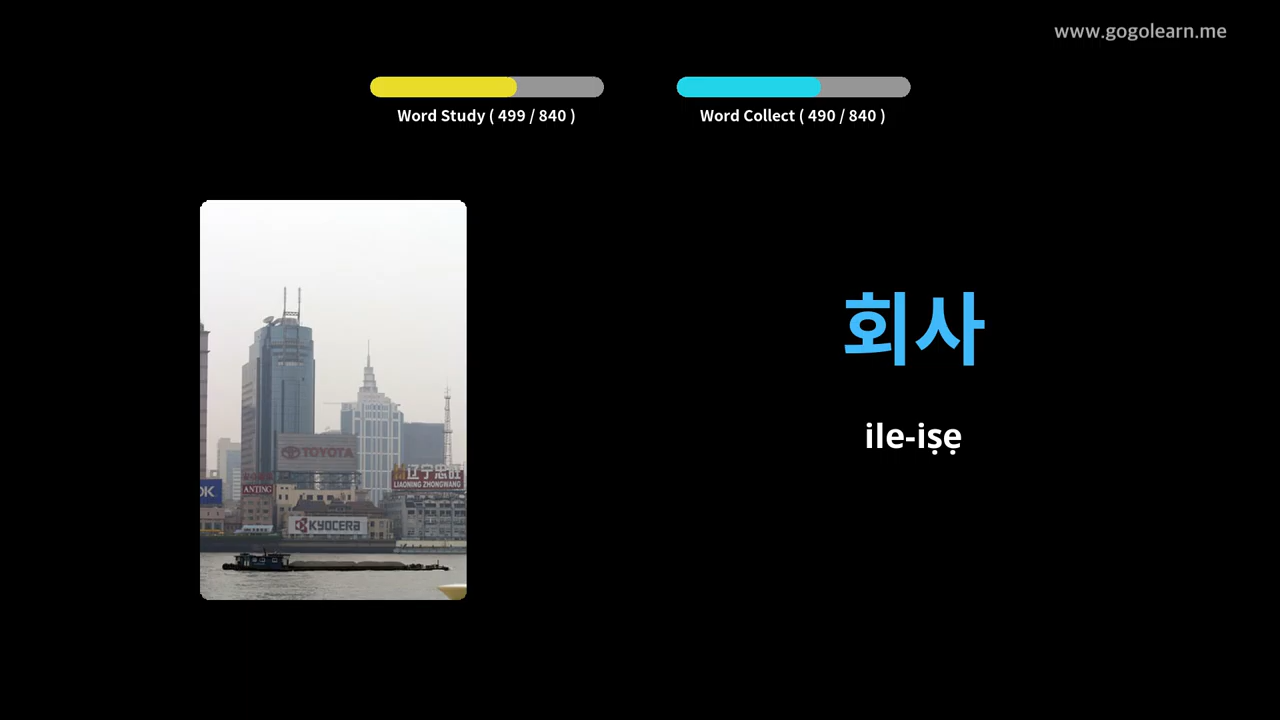 www.gogolearn.me
Word Study ( 499 / 840 )
Word Collect ( 490 / 840 )
회사
ile-iṣẹ
TOYOTA
辽宁忠旺
LIAONING ZHONGWANG
OK
ANTING
KYOCERA